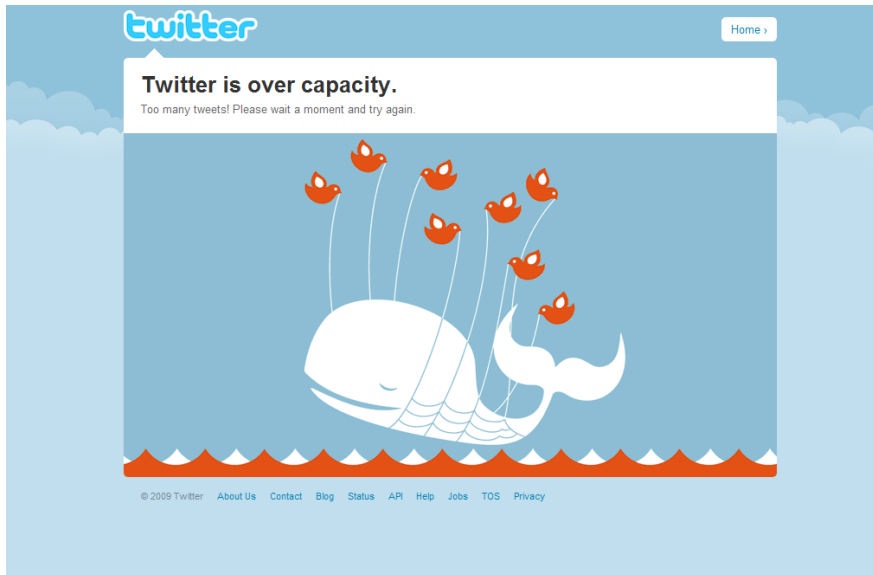 twitter
Home ›
Twitter is over capacity.
Too many tweets! Please wait a moment and try again.
© 2009 Twitter About Us Contact Blog Status API Help Jobs TOS Privacy